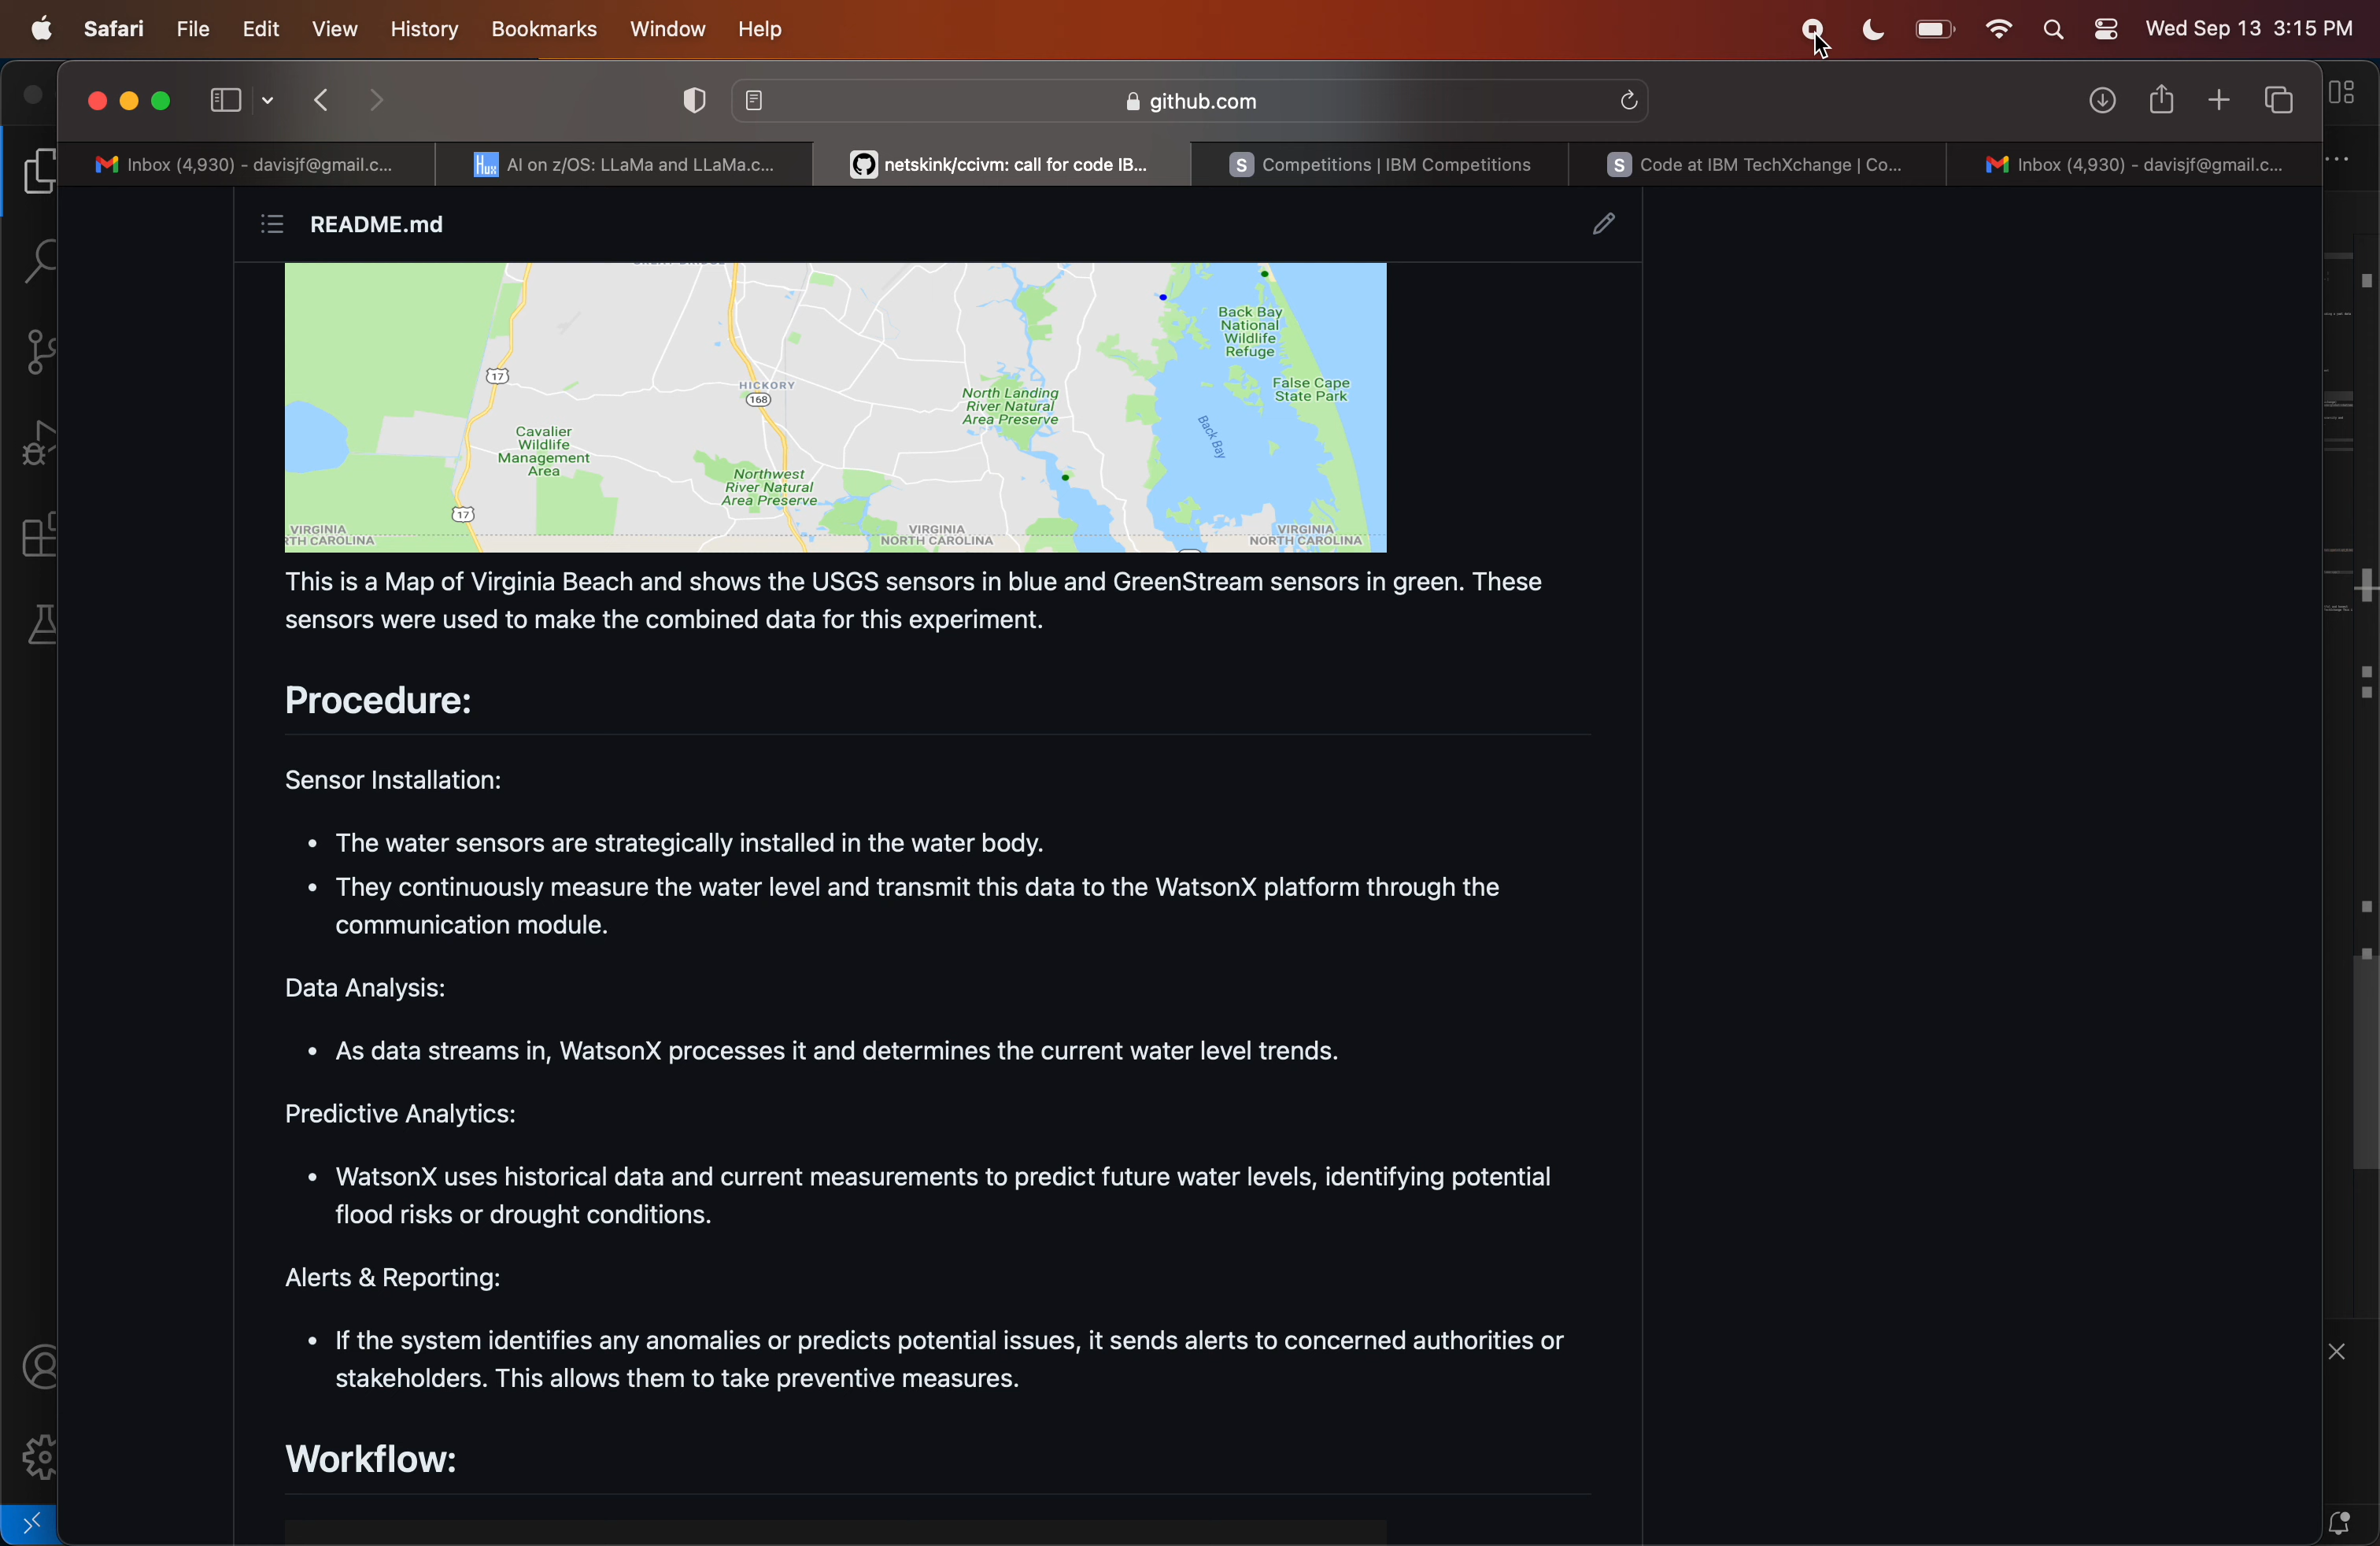 Safari File Edit View History Bookmarks Window Help Wed Sep 13 3:15 PM
github.com
Inbox (4,930) - davisjf@gmail.c... Hux AI on z/OS: LLaMa and LLaMa.c... netskink/ccivm: call for code IB... S Competitions | IBM Competitions S Code at IBM TechXchange | Co... Inbox (4,930) - davisjf@gmail.c...
README.md
Back Bay
National
Wildlife
Refuge
17
HICKORY
168
North Landing
River Natural
Area Preserve
False Cape
State Park
Back Bay
Cavalier
Wildlife
Management
Area
Northwest
River Natural
Area Preserve
17
VIRGINIA
RTH CAROLINA
VIRGINIA
NORTH CAROLINA
VIRGINIA
NORTH CAROLINA
This is a Map of Virginia Beach and shows the USGS sensors in blue and GreenStream sensors in green. These
sensors were used to make the combined data for this experiment.
Procedure:
Sensor Installation:
• The water sensors are strategically installed in the water body.
• They continuously measure the water level and transmit this data to the WatsonX platform through the
communication module.
Data Analysis:
• As data streams in, WatsonX processes it and determines the current water level trends.
Predictive Analytics:
• WatsonX uses historical data and current measurements to predict future water levels, identifying potential
flood risks or drought conditions.
Alerts & Reporting:
• If the system identifies any anomalies or predicts potential issues, it sends alerts to concerned authorities or
stakeholders. This allows them to take preventive measures.
Workflow: